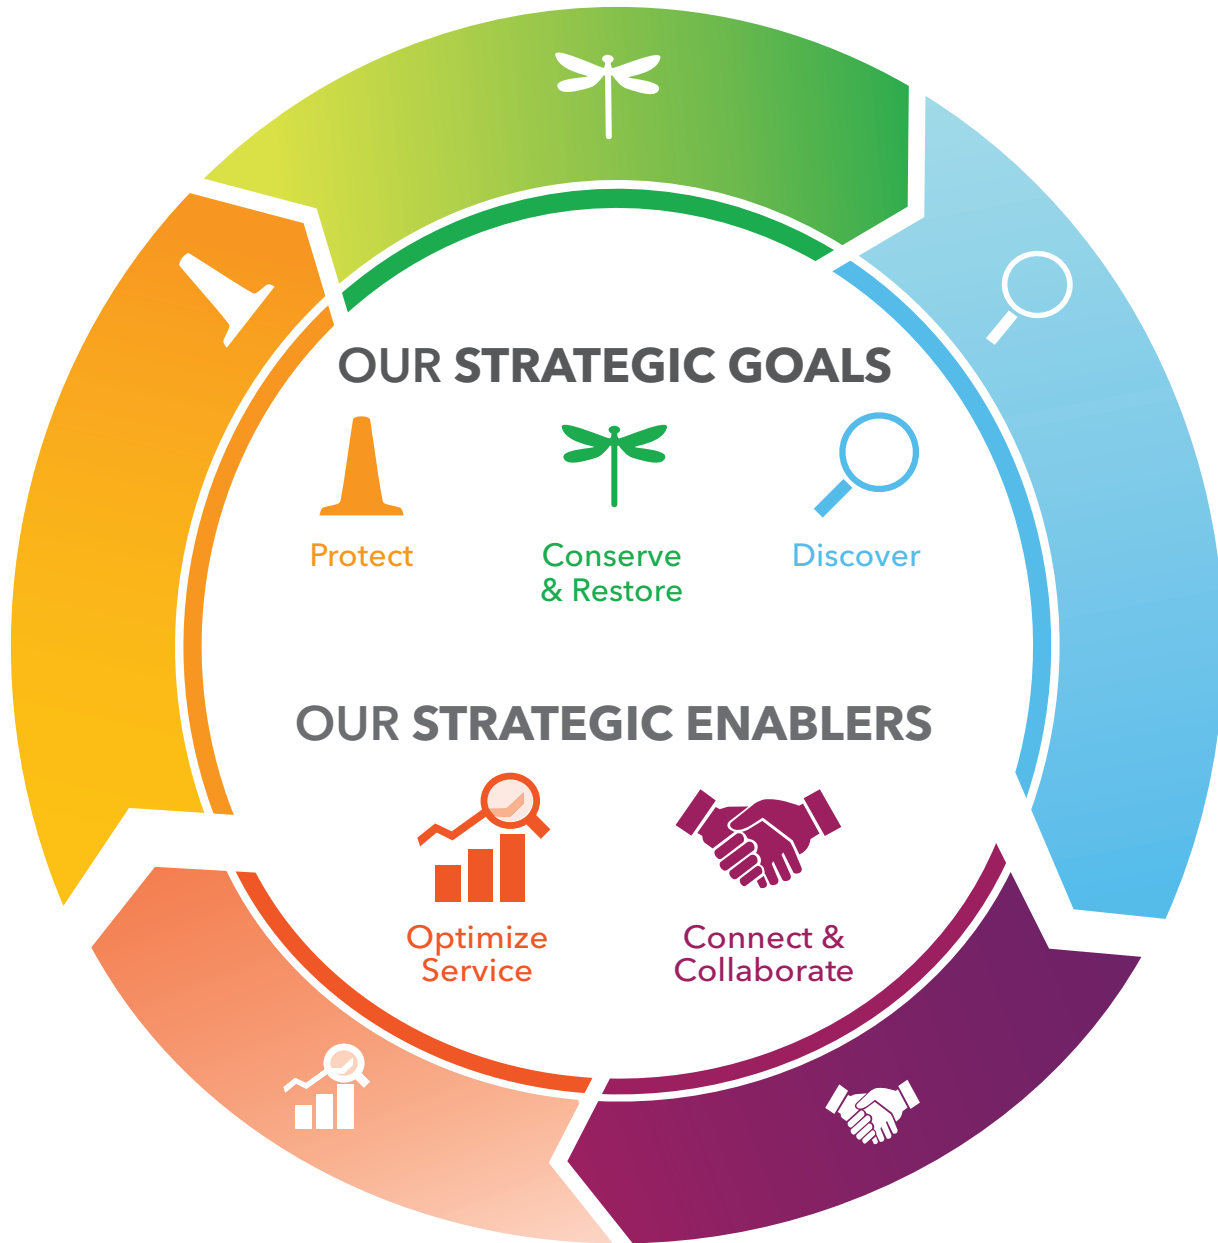 OUR STRATEGIC GOALS
Protect
Conserve
& Restore
Discover
OUR STRATEGIC ENABLERS
Optimize
Service
Connect &
Collaborate